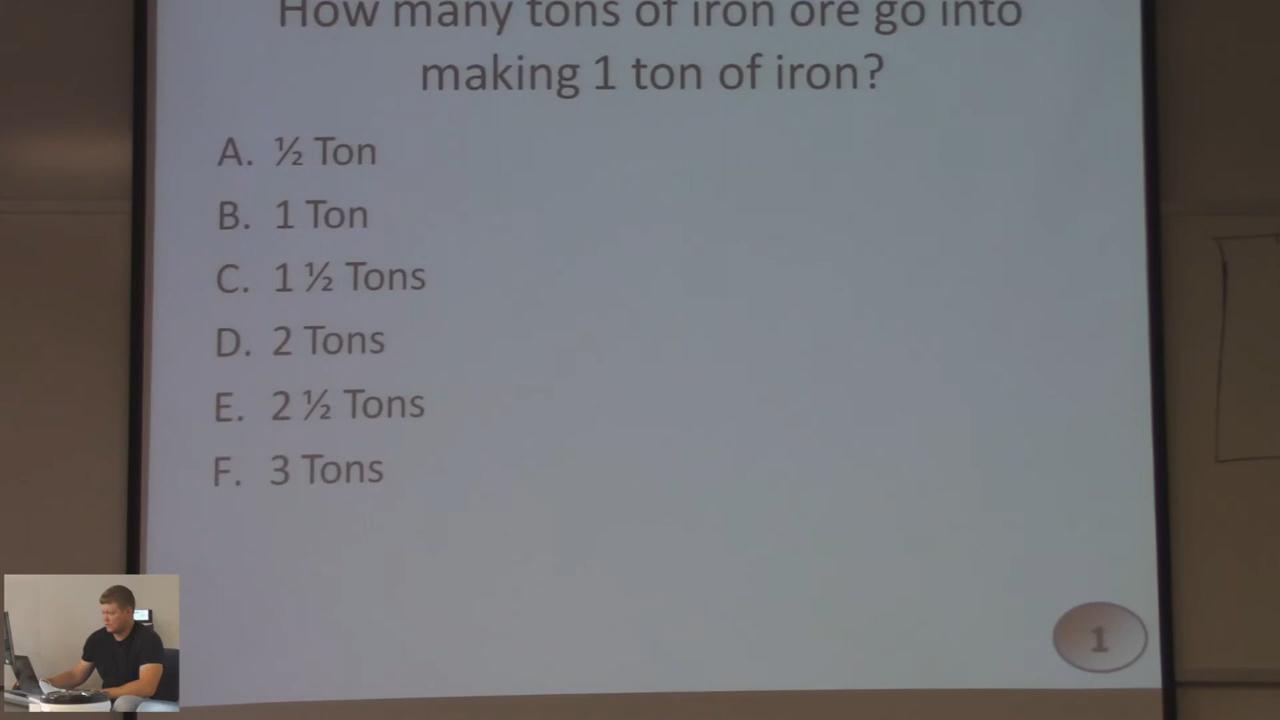 How many tons of iron ore go into
making 1 ton of iron?
A. ½ Ton
B. 1 Ton
C. 1 ½ Tons
D. 2 Tons
E. 2 ½ Tons
F. 3 Tons
1